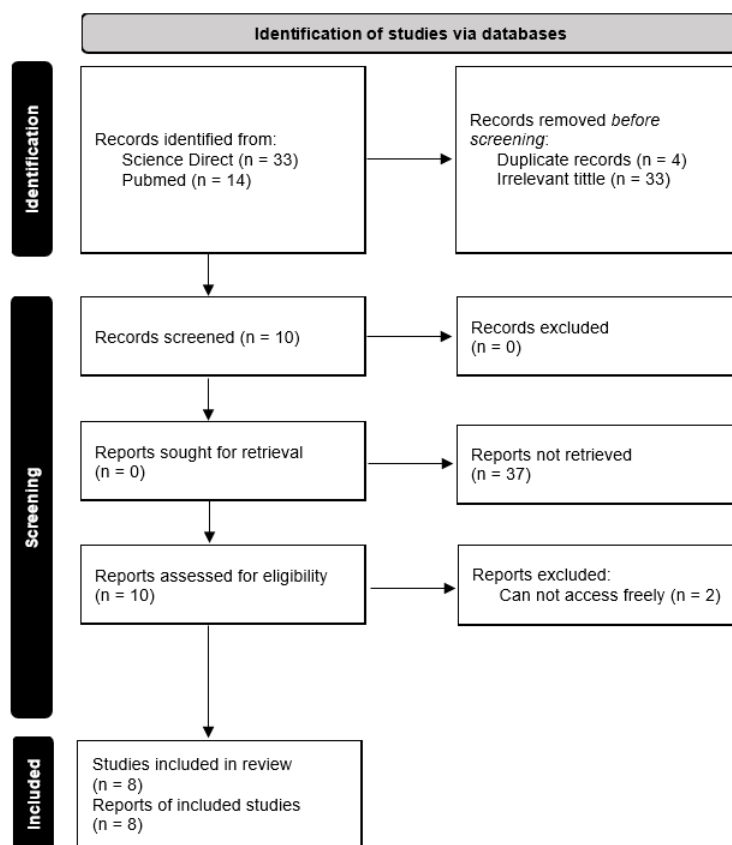 Identification of studies via databases
Identification
Records identified from:
Science Direct (n = 33)
Pubmed (n = 14)
Records removed before
screening:
Duplicate records (n = 4)
Irrelevant tittle (n = 33)
Screening
Records screened (n = 10)
Records excluded
(n = 0)
Reports sought for retrieval
(n = 0)
Reports not retrieved
(n = 37)
Reports assessed for eligibility
(n = 10)
Reports excluded:
Can not access freely (n = 2)
Included
Studies included in review
(n = 8)
Reports of included studies
(n = 8)